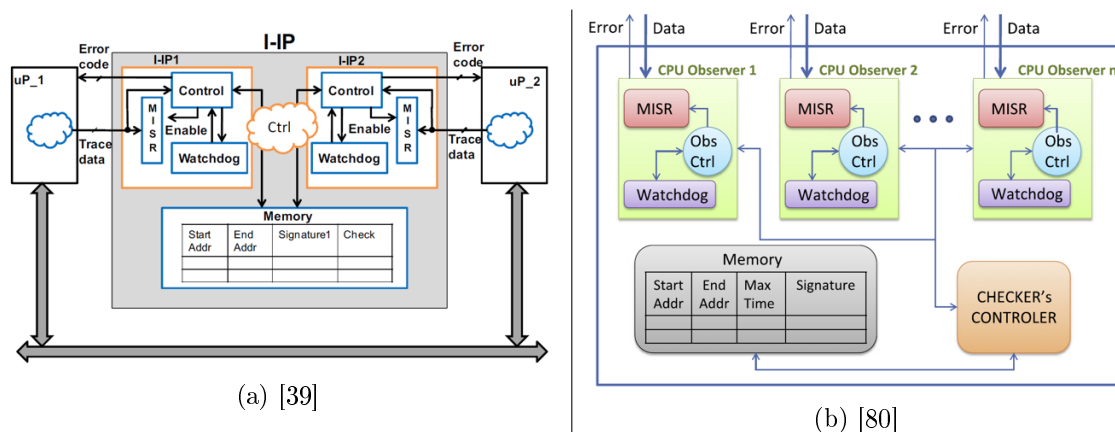 I-IP
Error
code
I-IP1
I-IP2
Error
code
uP_1
uP_2
Control
Control
M
I
S
R
Enable
Ctrl
Enable
M
I
S
R
Trace
data
Watchdog
Watchdog
Trace
data
Memory
Start
Addr
End
Addr
Signature1
Check
(a) [39]
Error
Data
Error
Data
Error
Data
CPU Observer 1
CPU Observer 2
CPU Observer n
MISR
MISR
MISR
Obs
Ctrl
Obs
Ctrl
Obs
Ctrl
Watchdog
Watchdog
Watchdog
Memory
Start
Addr
End
Addr
Max
Time
Signature
CHECKER's
CONTROLER
(b) [80]